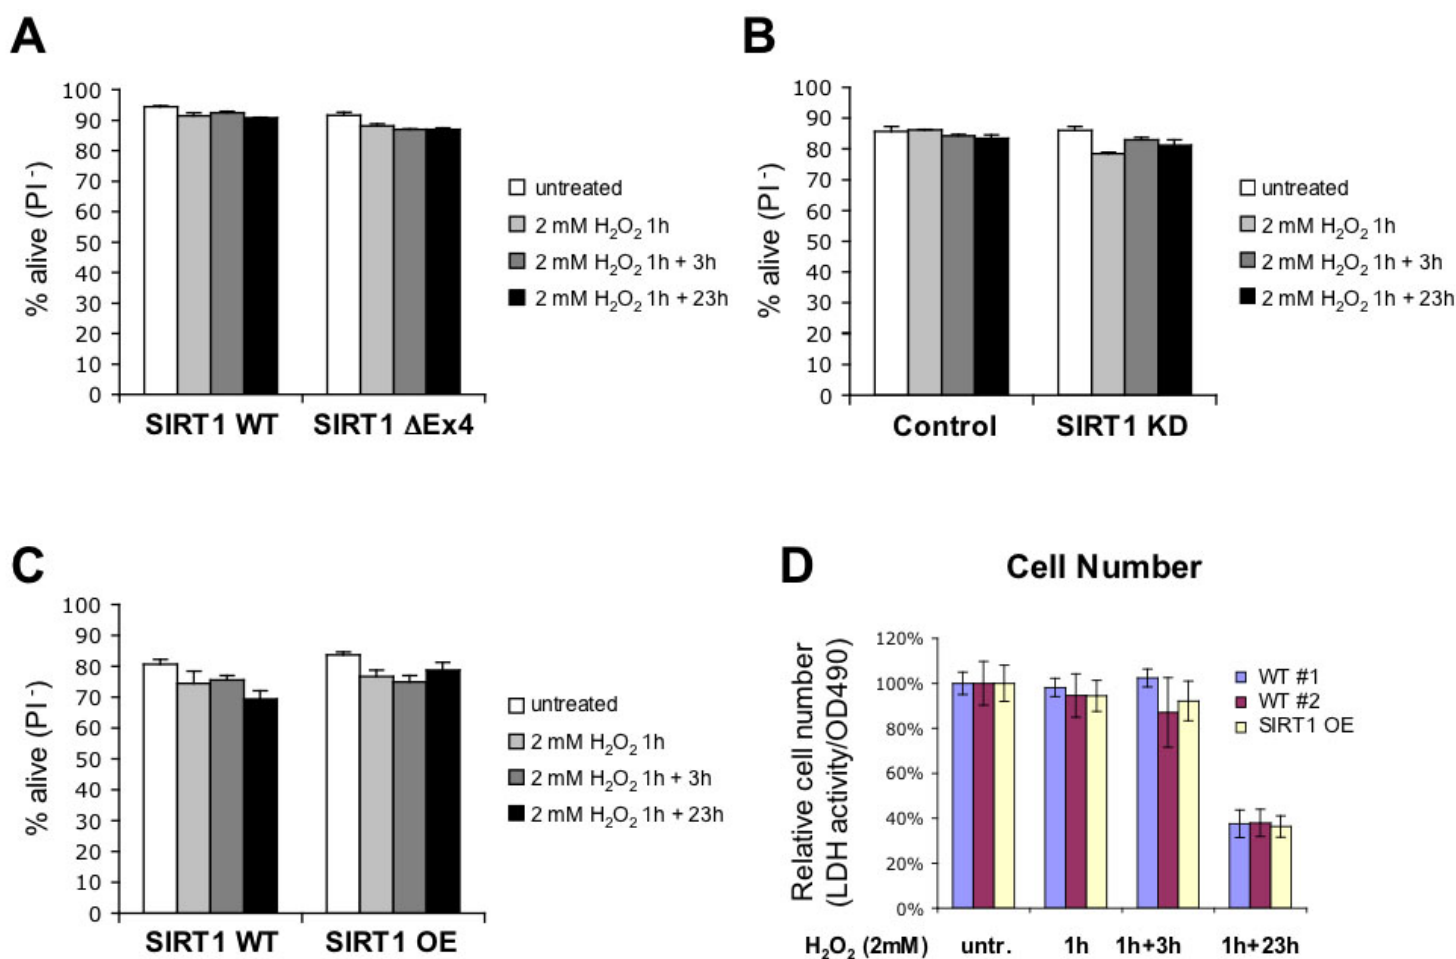 A
100
90
80
70
60
50
40
30
20
10
0
% alive (PI⁻)
SIRT1 WT
SIRT1 ΔEx4
untreated
2 mM H₂O₂ 1h
2 mM H₂O₂ 1h + 3h
2 mM H₂O₂ 1h + 23h
B
100
90
80
70
60
50
40
30
20
10
0
% alive (PI⁻)
Control
SIRT1 KD
untreated
2 mM H₂O₂ 1h
2 mM H₂O₂ 1h + 3h
2 mM H₂O₂ 1h + 23h
C
100
90
80
70
60
50
40
30
20
10
0
% alive (PI⁻)
SIRT1 WT
SIRT1 OE
untreated
2 mM H₂O₂ 1h
2 mM H₂O₂ 1h + 3h
2 mM H₂O₂ 1h + 23h
D
Cell Number
120%
100%
80%
60%
40%
20%
0%
Relative cell number
(LDH activity/OD490)
WT #1
WT #2
SIRT1 OE
H₂O₂ (2mM) untr. 1h 1h+3h 1h+23h